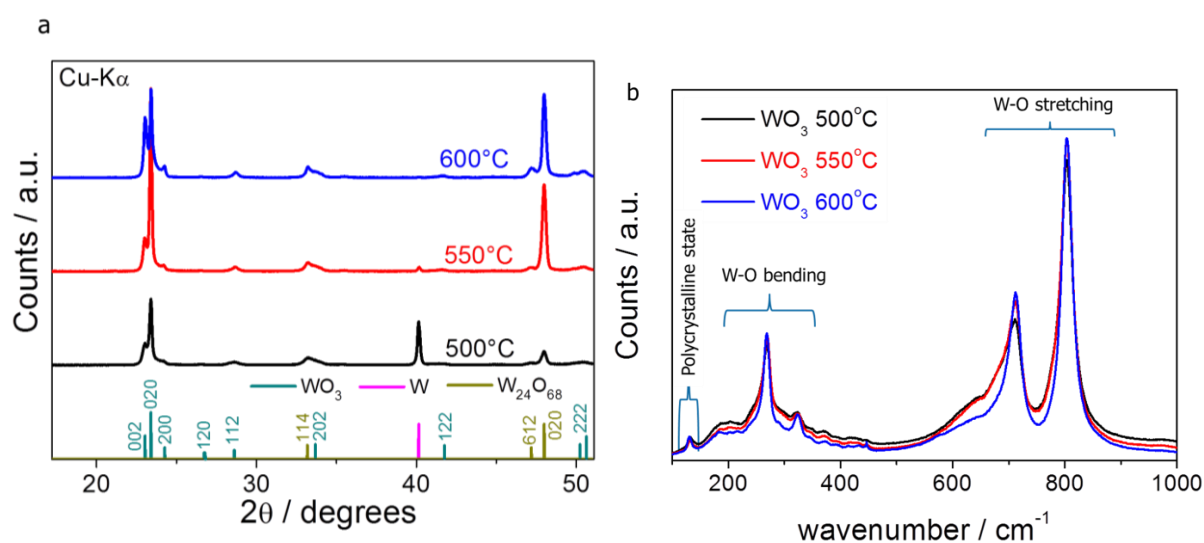 a
Cu-Kα
600°C
550°C
500°C
WO₃
W
W₂₄O₆₈
002
020
200
120
112
114
202
122
612
020
222
20
30
40
50
2θ / degrees
Counts / a.u.
b
WO₃ 500°C
WO₃ 550°C
WO₃ 600°C
W-O stretching
W-O bending
Polycrystalline state
Counts / a.u.
200
400
600
800
1000
wavenumber / cm⁻¹